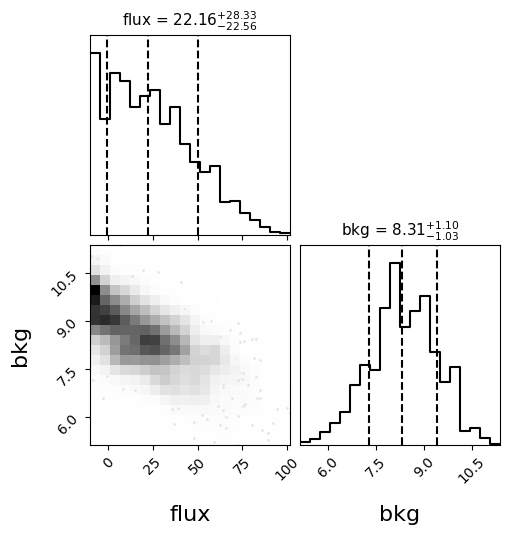 flux = 22.16+28.33−22.56
bkg = 8.31+1.10−1.03
bkg
10.5
9.0
7.5
6.0
0 25 50 75 100
6.0 7.5 9.0 10.5
flux bkg